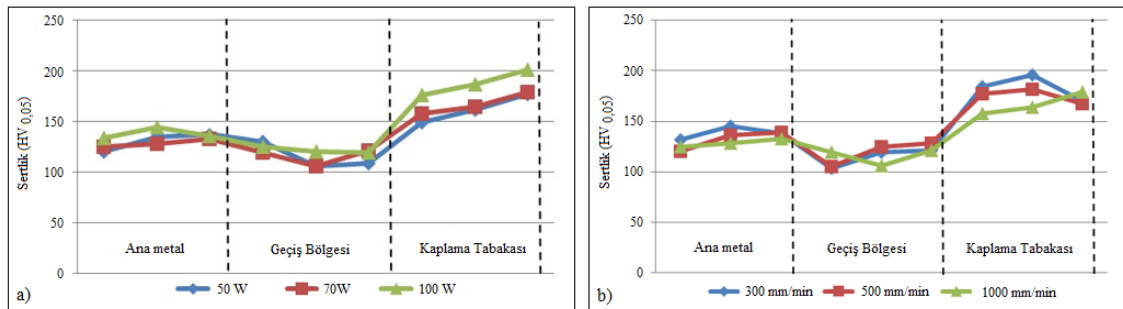 250
200
150
100
50
0
Sertlik (HV 0,05)
Ana metal
Geçiş Bölgesi
Kaplama Tabakası
a)
50 W
70W
100 W
250
200
150
100
50
0
Sertlik (HV 0,05)
Ana metal
Geçiş Bölgesi
Kaplama Tabakası
b)
300 mm/min
500 mm/min
1000 mm/min